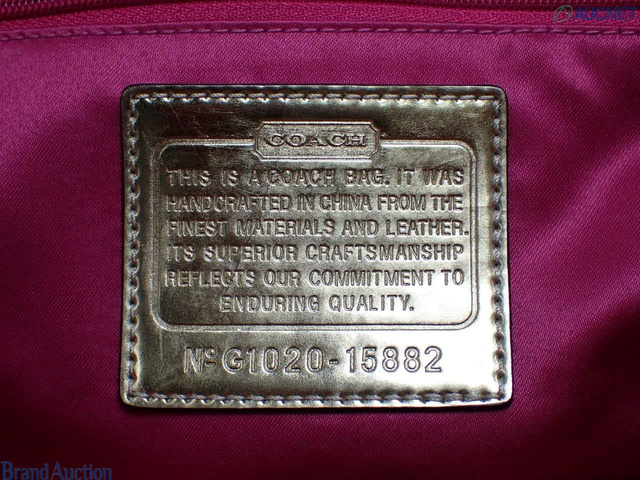 AUCNET
COACH
THIS IS A COACH BAG. IT WAS
HANDCRAFTED IN CHINA FROM THE
FINEST MATERIALS AND LEATHER.
ITS SUPERIOR CRAFTSMANSHIP
REFLECTS OUR COMMITMENT TO
ENDURING QUALITY.
Nº G1020-15882
Brand Auction